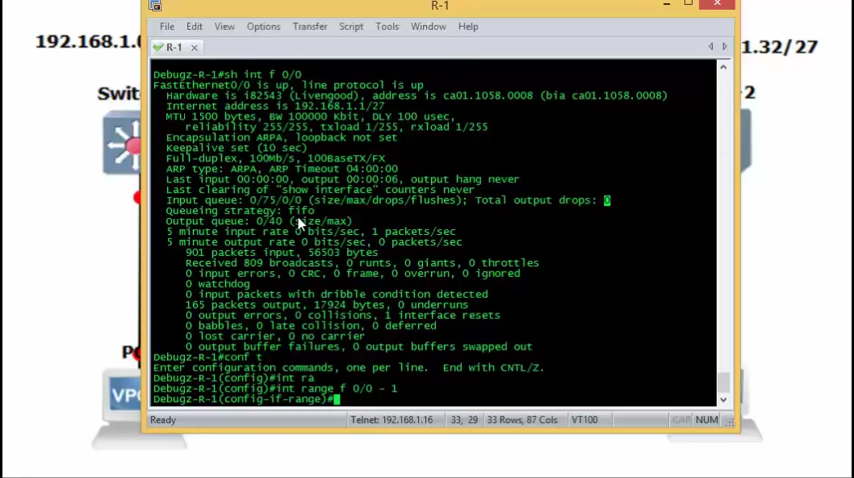 R-1
File Edit View Options Transfer Script Tools Window Help
192.168.1.0
R-1
1.32/27
Debugz-R-1#sh int f 0/0
FastEthernet0/0 is up, line protocol is up
Hardware is i82543 (Livengood), address is ca01.1058.0008 (bia ca01.1058.0008)
Internet address is 192.168.1.1/27
MTU 1500 bytes, BW 100000 Kbit, DLY 100 usec,
reliability 255/255, txload 1/255, rxload 1/255
Encapsulation ARPA, loopback not set
Keepalive set (10 sec)
Full-duplex, 100Mb/s, 100BaseTX/FX
ARP type: ARPA, ARP Timeout 04:00:00
Last input 00:00:00, output 00:00:06, output hang never
Last clearing of "show interface" counters never
Input queue: 0/75/0/0 (size/max/drops/flushes); Total output drops: 0
Queueing strategy: fifo
Output queue: 0/40 (size/max)
5 minute input rate 0 bits/sec, 1 packets/sec
5 minute output rate 0 bits/sec, 0 packets/sec
901 packets input, 56503 bytes
Received 809 broadcasts, 0 runts, 0 giants, 0 throttles
0 input errors, 0 CRC, 0 frame, 0 overrun, 0 ignored
0 watchdog
0 input packets with dribble condition detected
165 packets output, 17924 bytes, 0 underruns
0 output errors, 0 collisions, 1 interface resets
0 babbles, 0 late collision, 0 deferred
0 lost carrier, 0 no carrier
0 output buffer failures, 0 output buffers swapped out
Debugz-R-1#conf t
Enter configuration commands, one per line. End with CNTL/Z.
Debugz-R-1(config)#int ra
Debugz-R-1(config)#int range f 0/0 - 1
Debugz-R-1(config-if-range)#
Swit
-2
P
VPC
Ready Telnet: 192.168.1.16 33, 29 33 Rows, 87 Cols VT100 CAP NUM